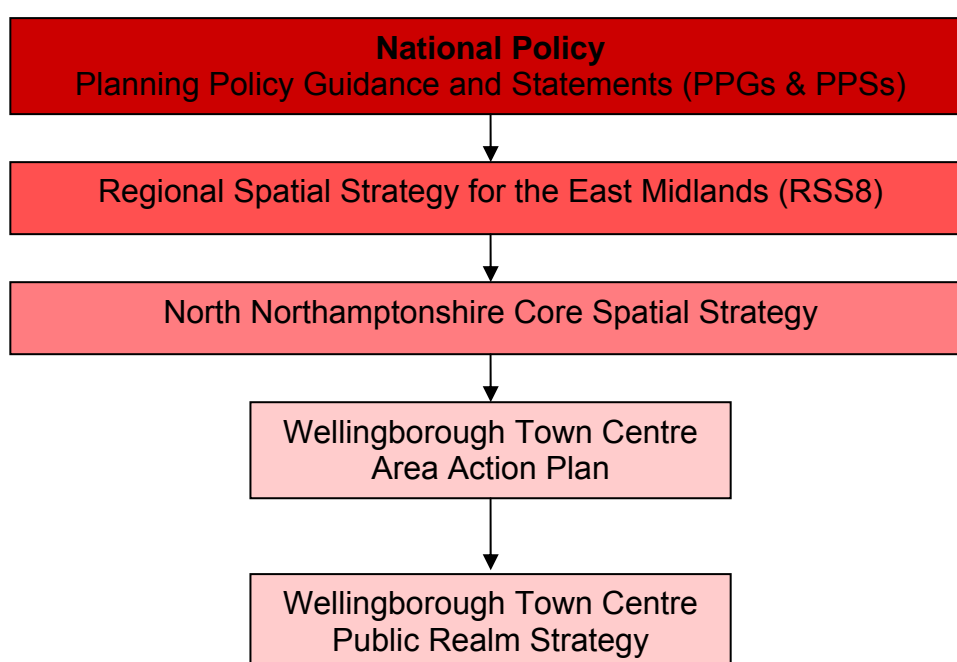 National Policy
Planning Policy Guidance and Statements (PPGs & PPSs)
Regional Spatial Strategy for the East Midlands (RSS8)
North Northamptonshire Core Spatial Strategy
Wellingborough Town Centre
Area Action Plan
Wellingborough Town Centre
Public Realm Strategy